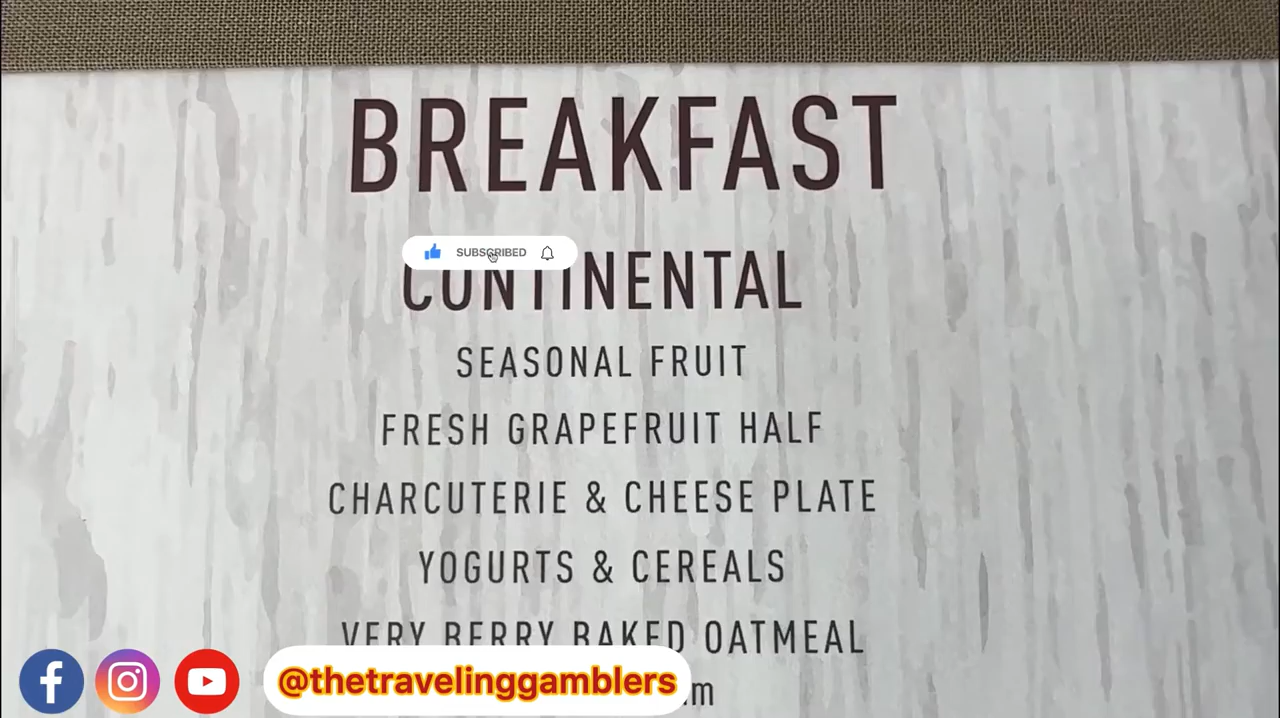 BREAKFAST
SUBSCRIBED
CONTINENTAL
SEASONAL FRUIT
FRESH GRAPEFRUIT HALF
CHARCUTERIE & CHEESE PLATE
YOGURTS & CEREALS
VERY BERRY BAKED OATMEAL
@thetravelinggamblers